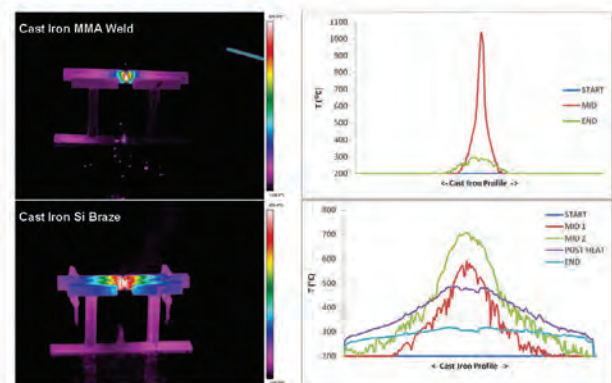 Cast Iron MMA Weld
T (°C)
1100
1000
900
800
700
600
500
400
300
200
START
MID
END
<- Cast Iron Profile ->
Cast Iron Si Braze
T (°C)
800
700
600
500
400
300
200
START
MID 1
MID 2
POST HEAT
END
<- Cast Iron Profile ->